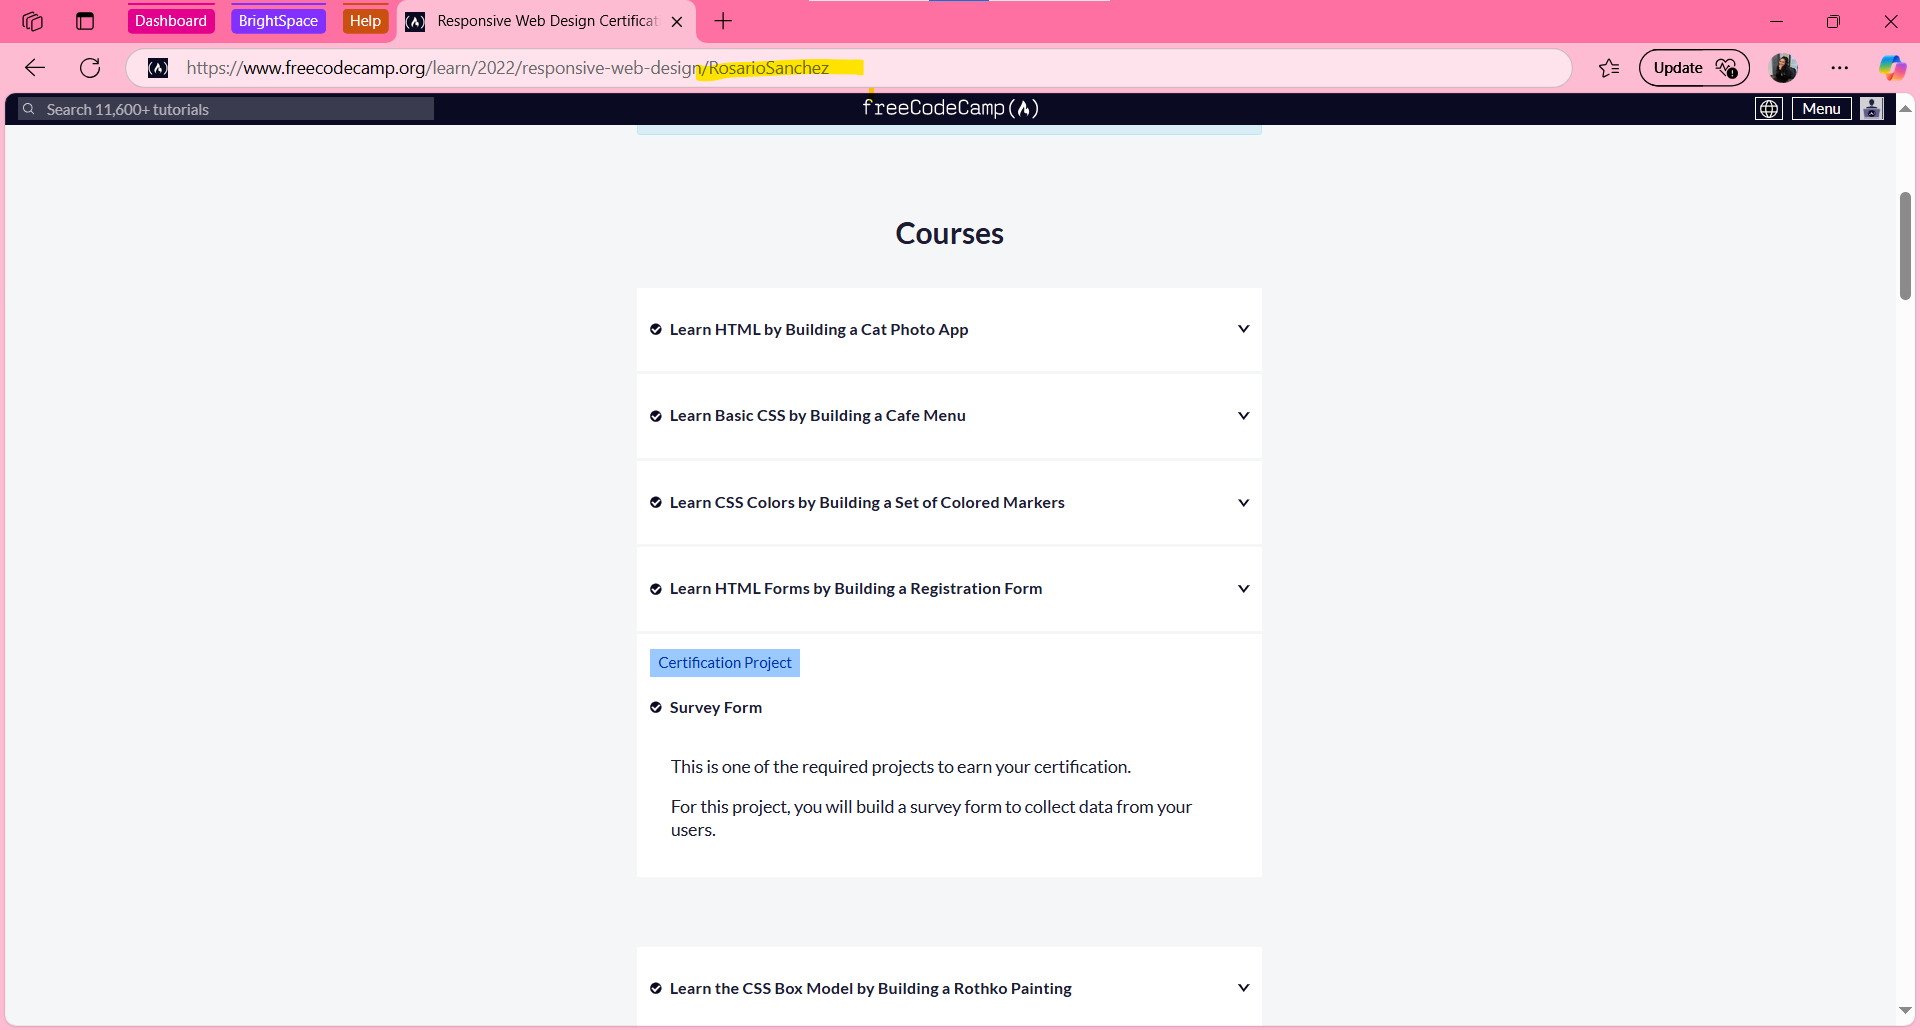 Dashboard
BrightSpace
Help
Responsive Web Design Certificat
https://www.freecodecamp.org/learn/2022/responsive-web-design/RosarioSanchez
Update
Search 11,600+ tutorials
freeCodeCamp
Menu
Courses
Learn HTML by Building a Cat Photo App
Learn Basic CSS by Building a Cafe Menu
Learn CSS Colors by Building a Set of Colored Markers
Learn HTML Forms by Building a Registration Form
Certification Project
Survey Form
This is one of the required projects to earn your certification.
For this project, you will build a survey form to collect data from your
users.
Learn the CSS Box Model by Building a Rothko Painting